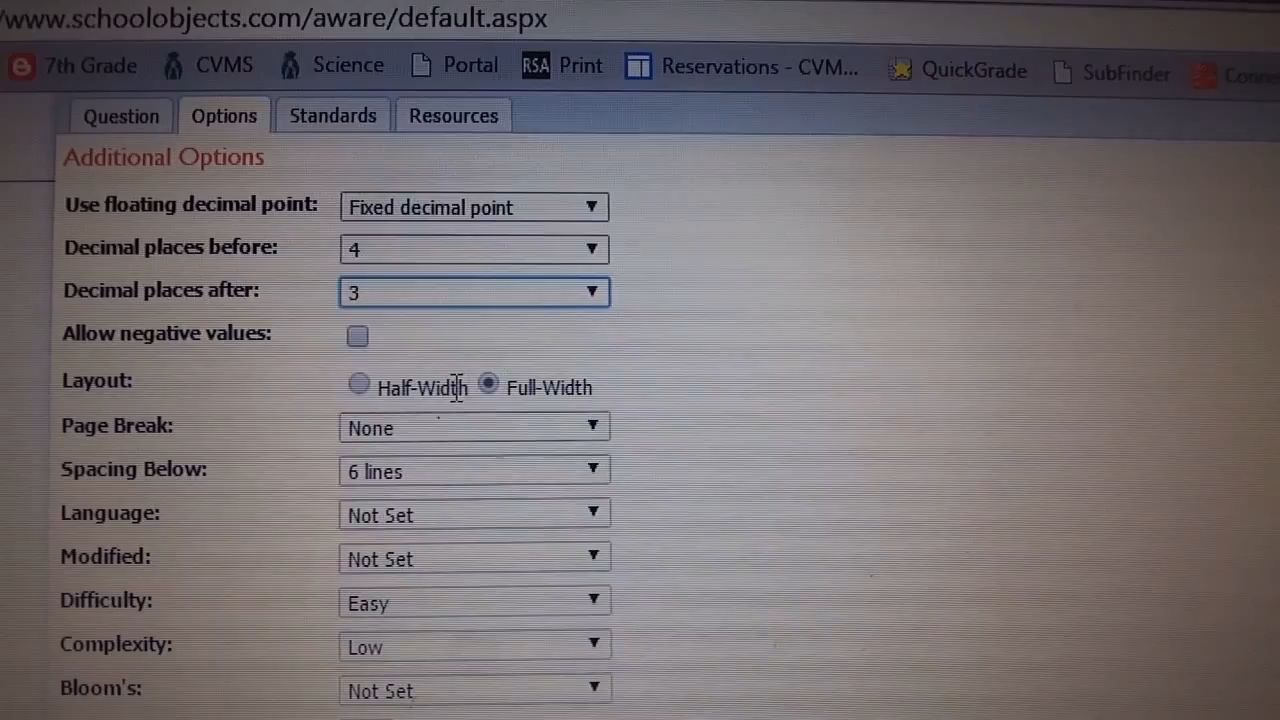 /www.schoolobjects.com/aware/default.aspx
7th Grade CVMS Science Portal RSA Print Reservations - CVM... QuickGrade SubFinder
Question Options Standards Resources
Additional Options
Use floating decimal point: Fixed decimal point
Decimal places before: 4
Decimal places after: 3
Allow negative values:
Layout: Half-Width Full-Width
Page Break: None
Spacing Below: 6 lines
Language: Not Set
Modified: Not Set
Difficulty: Easy
Complexity: Low
Bloom's: Not Set